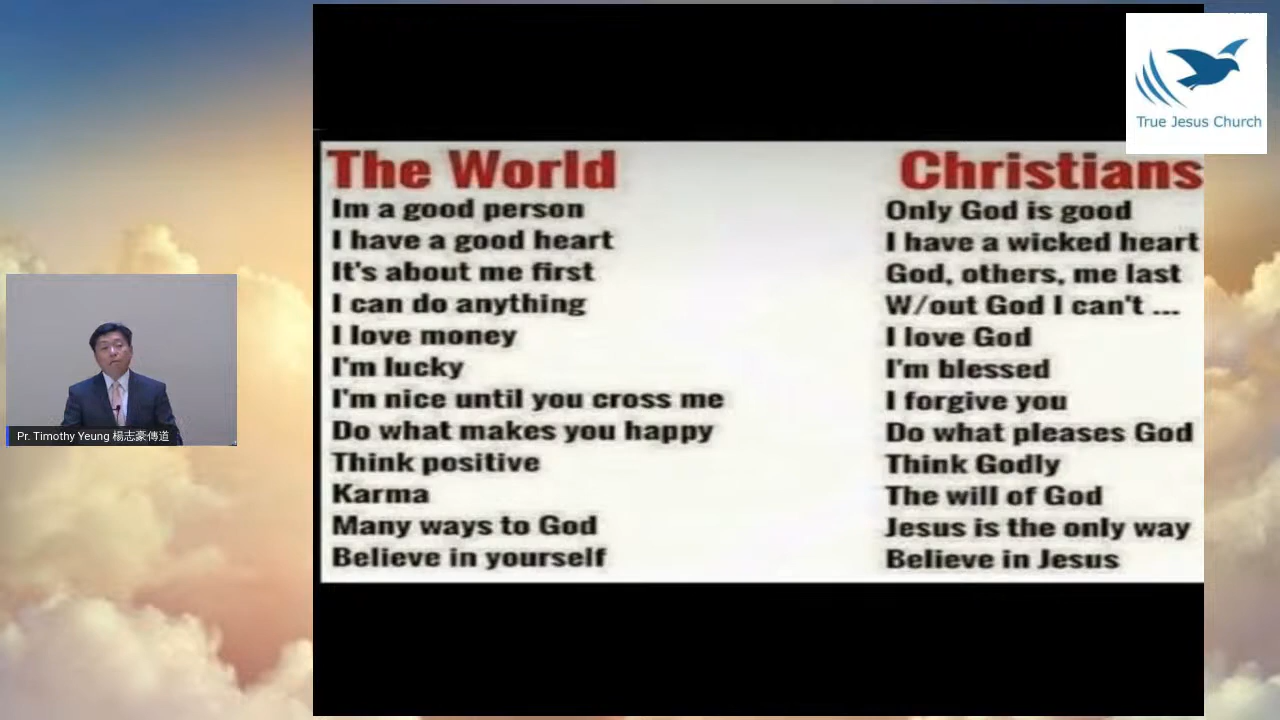 True Jesus Church
The World
Im a good person
I have a good heart
It's about me first
I can do anything
I love money
I'm lucky
I'm nice until you cross me
Do what makes you happy
Think positive
Karma
Many ways to God
Believe in yourself
Christians
Only God is good
I have a wicked heart
God, others, me last
W/out God I can't ...
I love God
I'm blessed
I forgive you
Do what pleases God
Think Godly
The will of God
Jesus is the only way
Believe in Jesus
Pr. Timothy Yeung 楊志豪傳道